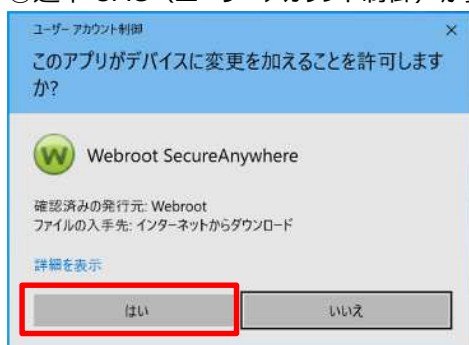 ユーザー アカウント制御
このアプリがデバイスに変更を加えることを許可します
か?
Webroot SecureAnywhere
確認済みの発行元: Webroot
ファイルの入手先: インターネットからダウンロード
詳細を表示
はい
いいえ